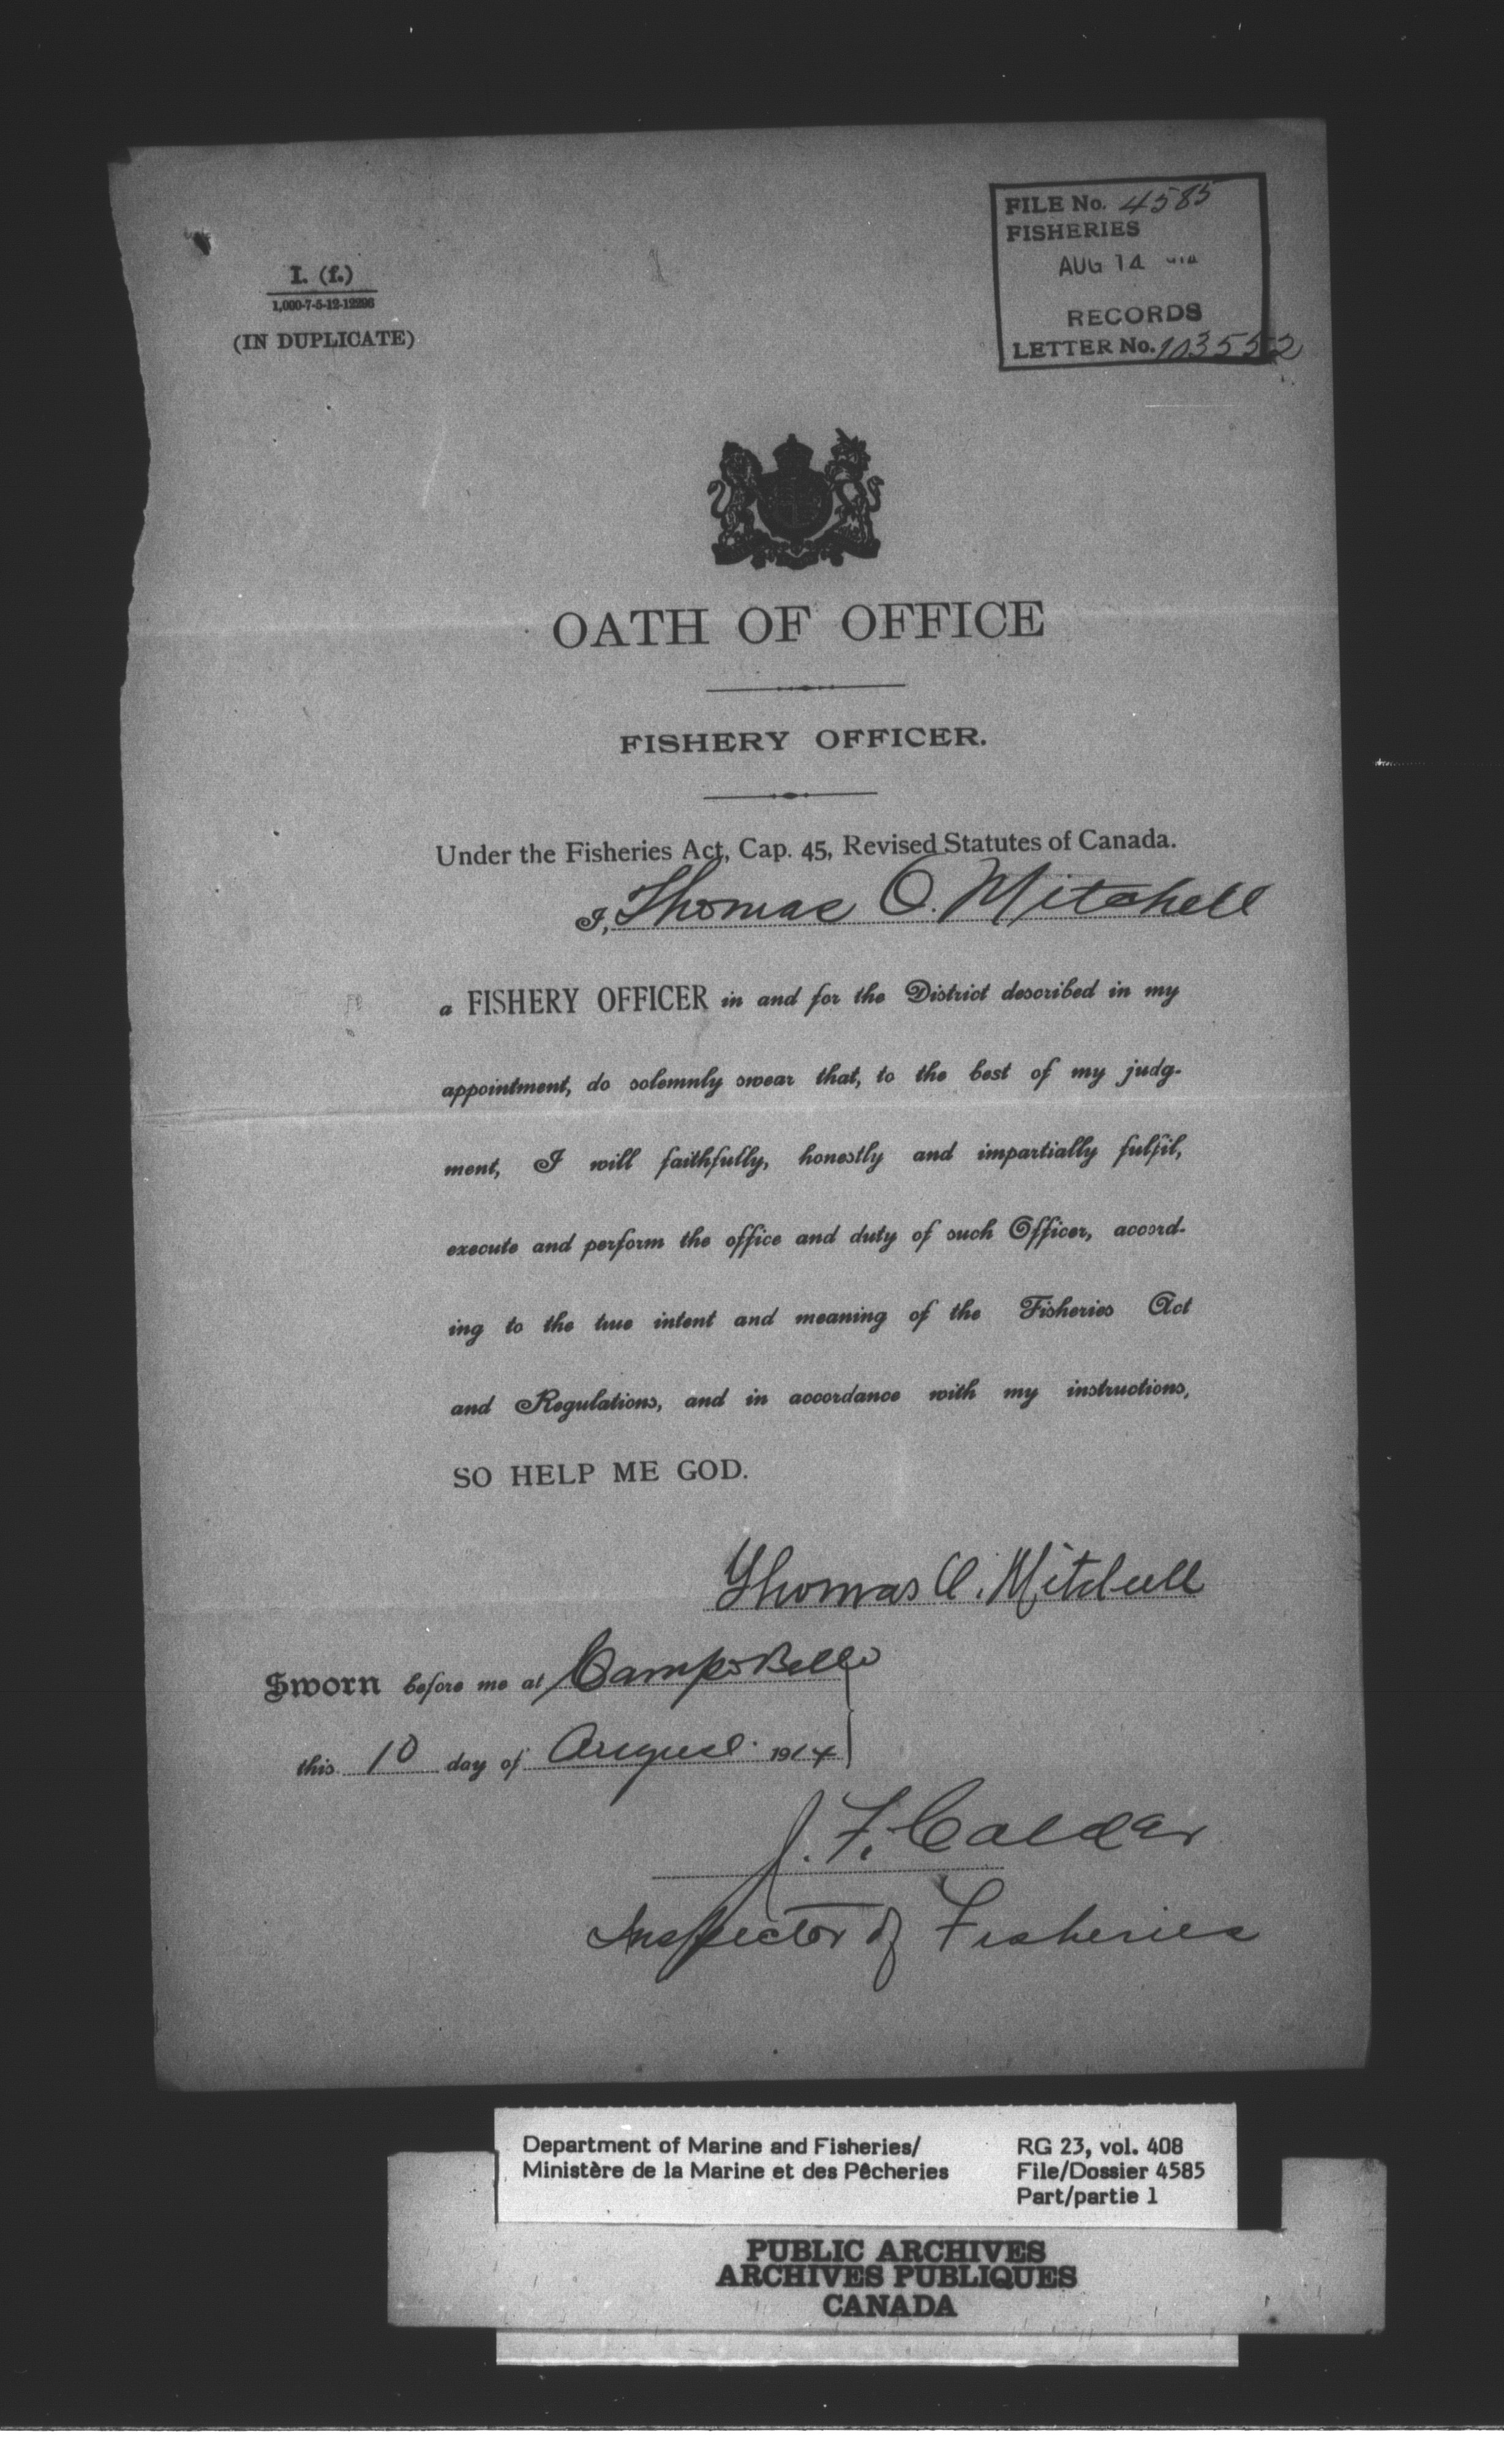 I. (f.)
1,000-7-5-12-12296
(IN DUPLICATE)
FILE No. 4585
FISHERIES
AUG 14
RECORDS
LETTER No. 103552
OATH OF OFFICE
FISHERY OFFICER.
Under the Fisheries Act, Cap. 45, Revised Statutes of Canada.
I, Thomas O. Mitchell
a FISHERY OFFICER in and for the District described in my
appointment, do solemnly swear that, to the best of my judg-
ment, I will faithfully, honestly and impartially fulfil,
execute and perform the office and duty of such Officer, accord-
ing to the true intent and meaning of the Fisheries Act
and Regulations, and in accordance with my instructions,
SO HELP ME GOD.
Thomas O. Mitchell
Sworn before me at CampoBello
this 10 day of August 1914
J. F. Calder
Inspector of Fisheries
Department of Marine and Fisheries/
Ministère de la Marine et des Pêcheries
RG 23, vol. 408
File/Dossier 4585
Part/partie 1
PUBLIC ARCHIVES
ARCHIVES PUBLIQUES
CANADA